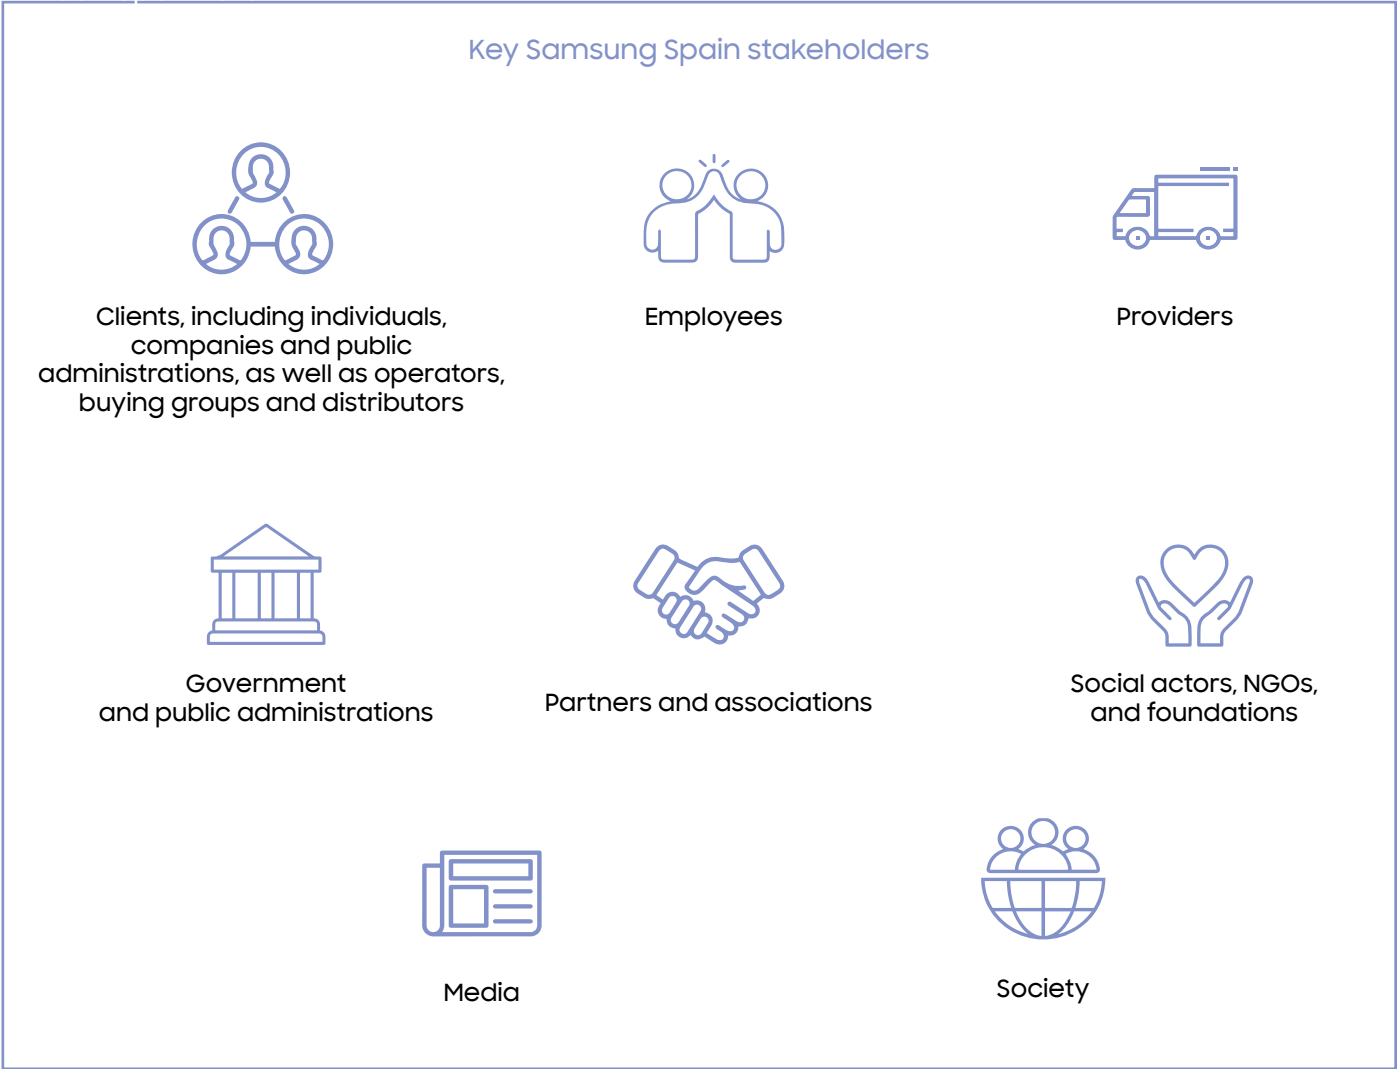 Key Samsung Spain stakeholders
Clients, including individuals,
companies and public
administrations, as well as operators,
buying groups and distributors
Employees
Providers
Government
and public administrations
Partners and associations
Social actors, NGOs,
and foundations
Media
Society